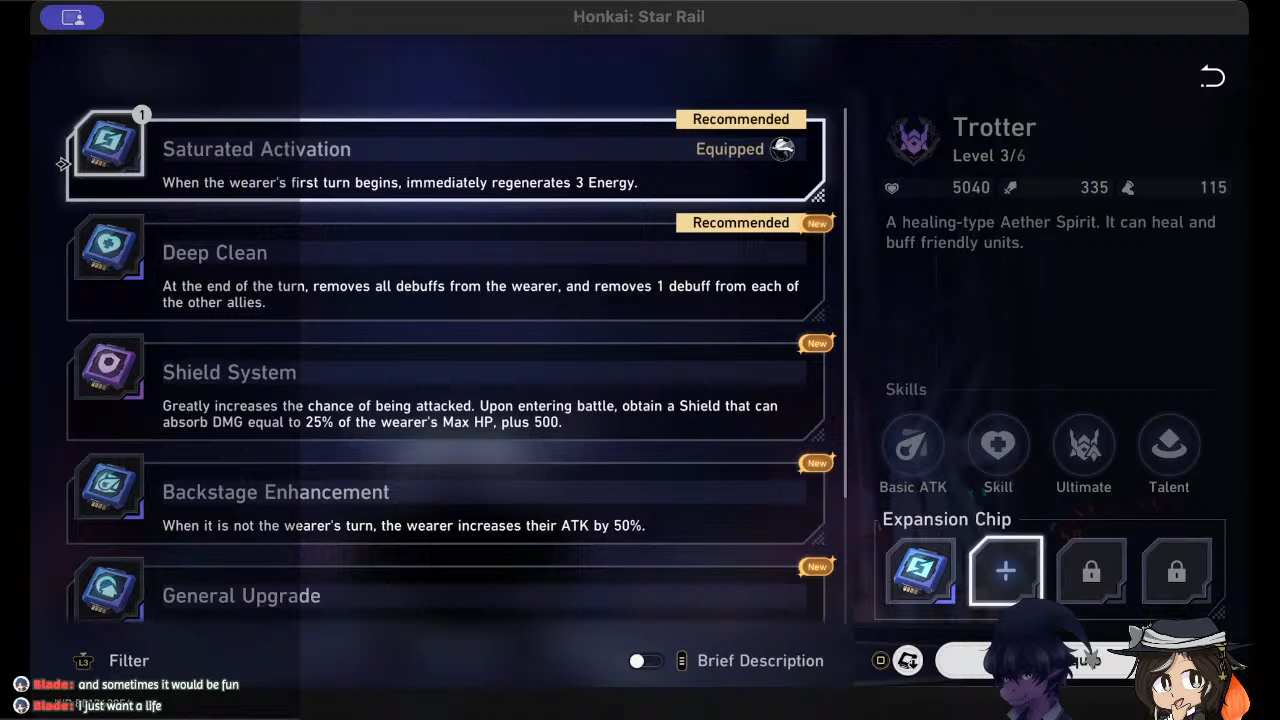 Honkai: Star Rail
1
Recommended
Saturated Activation
Equipped
When the wearer's first turn begins, immediately regenerates 3 Energy.
Recommended
New
Deep Clean
At the end of the turn, removes all debuffs from the wearer, and removes 1 debuff from each of
the other allies.
New
Shield System
Greatly increases the chance of being attacked. Upon entering battle, obtain a Shield that can
absorb DMG equal to 25% of the wearer's Max HP, plus 500.
New
Backstage Enhancement
When it is not the wearer's turn, the wearer increases their ATK by 50%.
New
General Upgrade
L3 Filter
Brief Description
Trotter
Level 3/6
5040 335 115
A healing-type Aether Spirit. It can heal and
buff friendly units.
Skills
Basic ATK Skill Ultimate Talent
Expansion Chip
Blade: and sometimes it would be fun
Blade: I just want a life